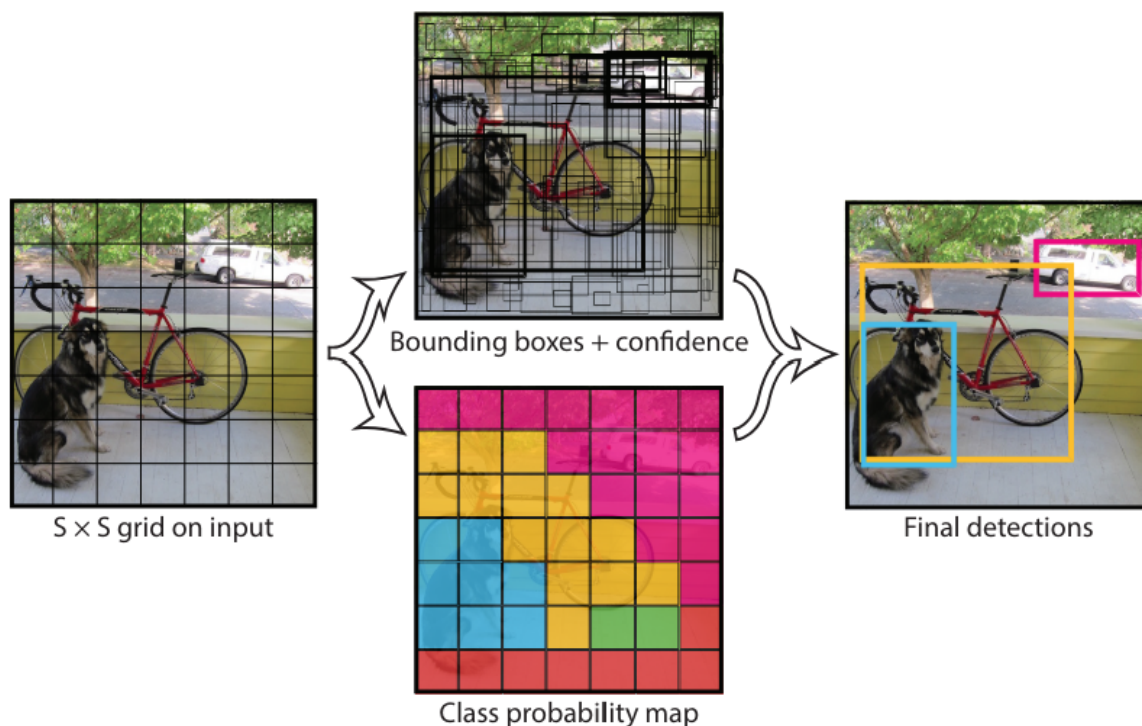 S × S grid on input
Bounding boxes + confidence
Class probability map
Final detections